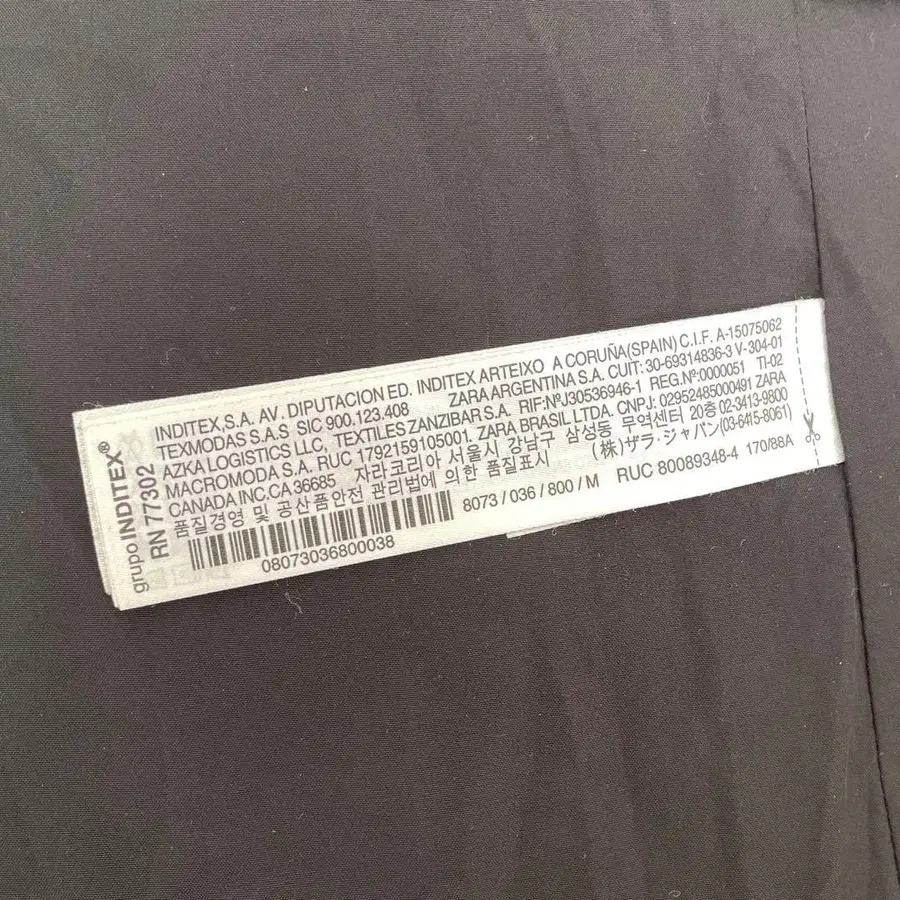 grupo INDITEX®
RN 77302
INDITEX,S.A. AV. DIPUTACION ED. INDITEX ARTEIXO A CORUÑA(SPAIN) C.I.F. A-15075062
TEXMODAS S.A.S SIC 900.123.408 ZARA ARGENTINA S.A. CUIT: 30-69314836-3 V-304-01
AZKA LOGISTICS LLC, TEXTILES ZANZIBAR S.A. RIF:NºJ30536946-1 REG.Nº:0000051 TI-02
MACROMODA S.A. RUC 1792159105001. ZARA BRASIL LTDA. CNPJ: 02952485000491 ZARA
CANADA INC.CA 36685 자라코리아 서울시 강남구 삼성동 무역센터 20층 02-3413-9800
품질경영 및 공산품안전 관리법에 의한 품질표시 (株)ザラ・ジャパン(03-6415-8061)
08073036800038
8073 / 036 / 800 / M RUC 80089348-4 170/88A